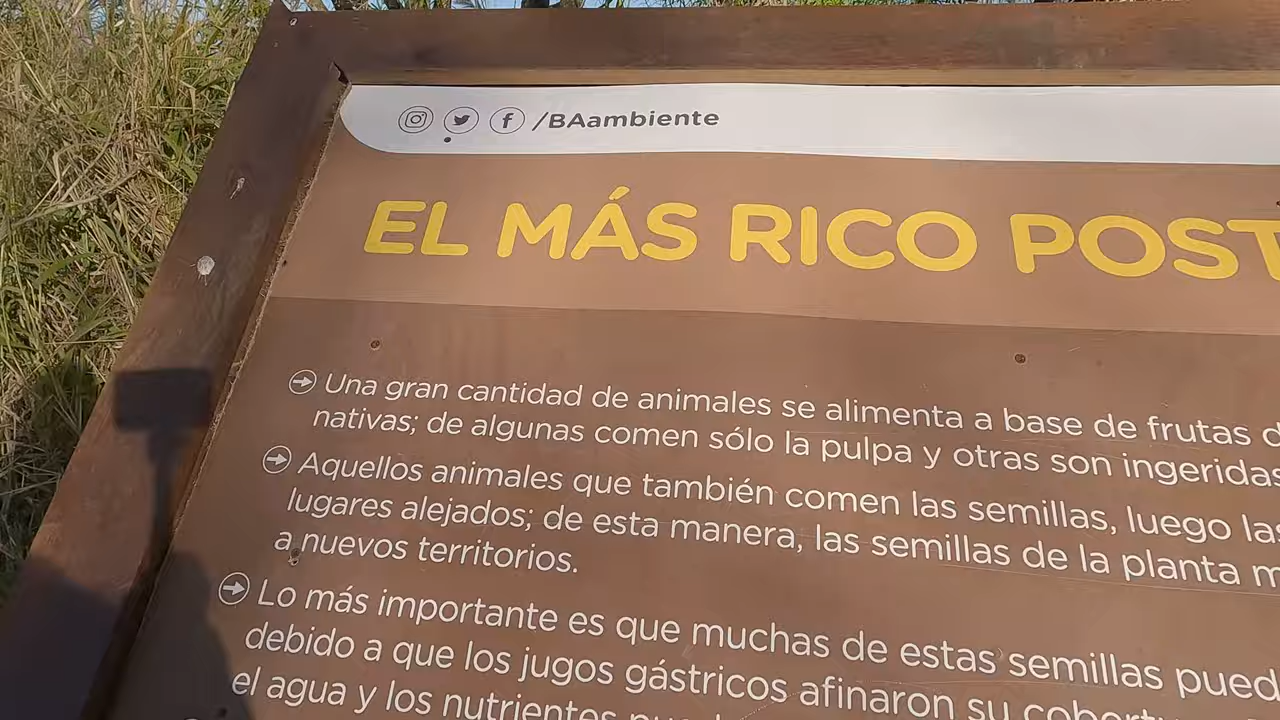 /BAambiente
EL MÁS RICO POST
Una gran cantidad de animales se alimenta a base de frutas
nativas; de algunas comen sólo la pulpa y otras son ingeridas
Aquellos animales que también comen las semillas, luego las
lugares alejados; de esta manera, las semillas de la planta
a nuevos territorios.
Lo más importante es que muchas de estas semillas
debido a que los jugos gástricos afinaron su
el agua y los nutrientes